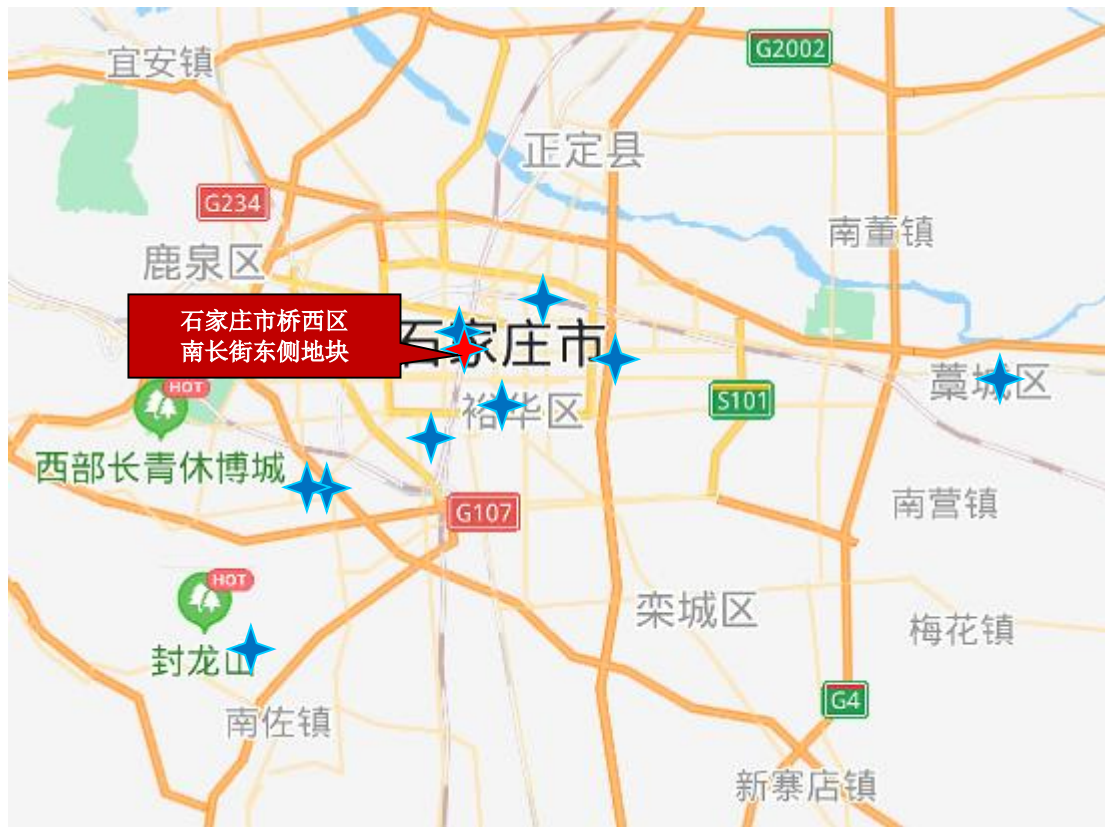 宜安镇
G2002
正定县
G234
南董镇
鹿泉区
石家庄市桥西区
南长街东侧地块
石家庄市
HOT
藁城区
S101
裕华区
西部长青休博城
G107
南营镇
HOT
栾城区
梅花镇
封龙山
G4
南佐镇
新寨店镇